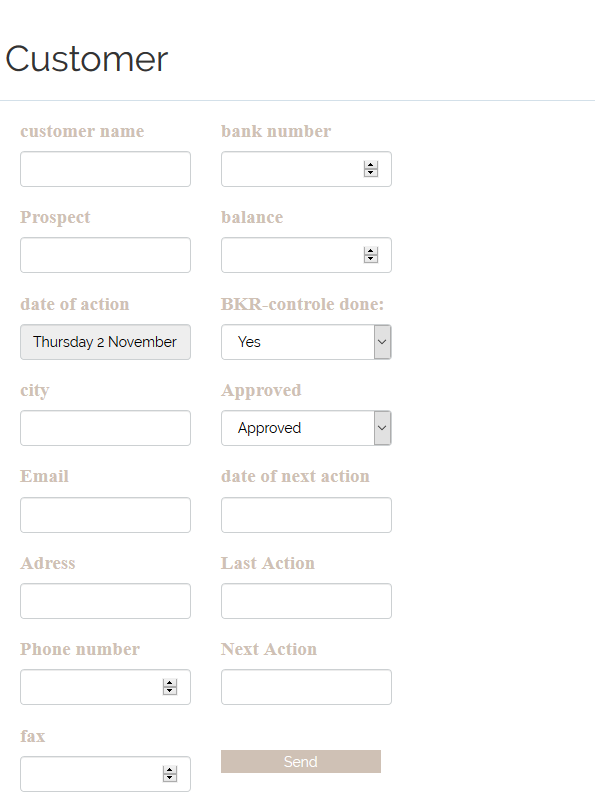 Customer
customer name
bank number
Prospect
balance
date of action
BKR-controle done:
Thursday 2 November
Yes
city
Approved
Approved
Email
date of next action
Adress
Last Action
Phone number
Next Action
fax
Send